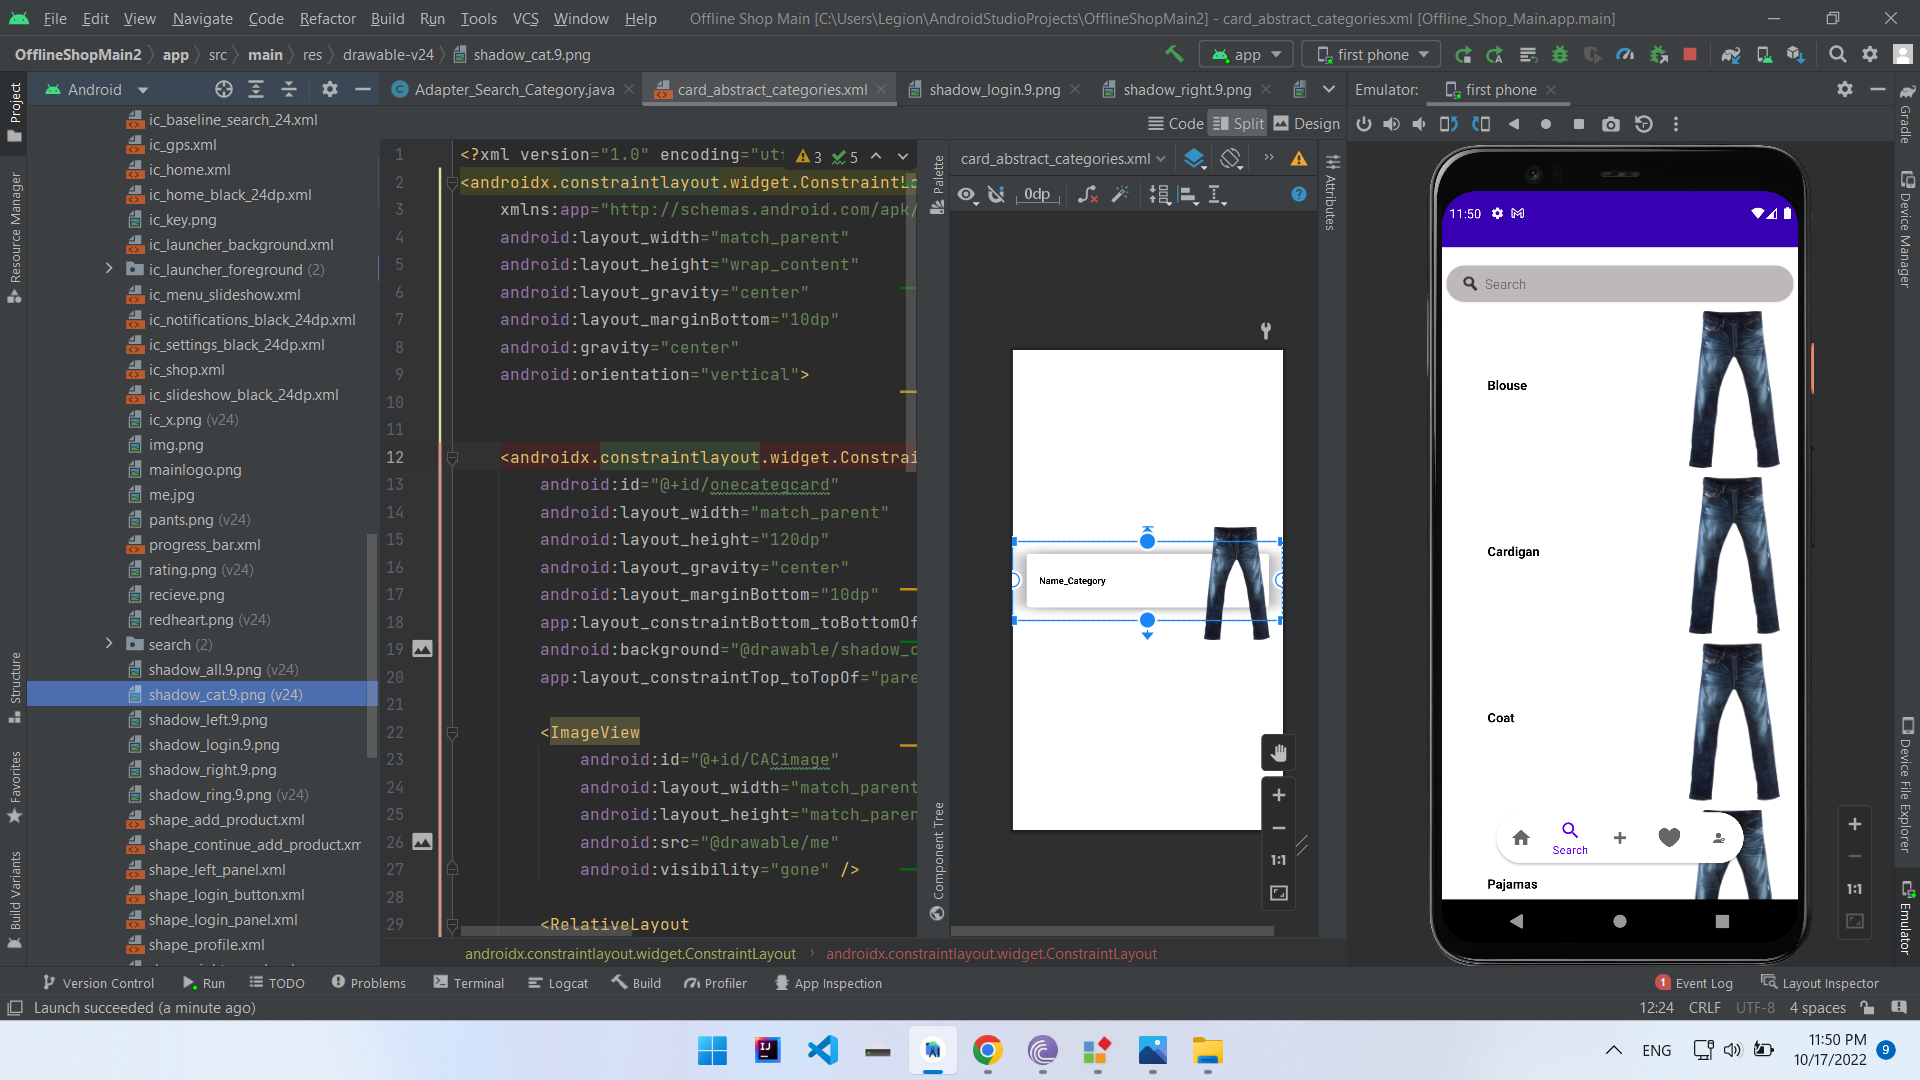 File Edit View Navigate Code Refactor Build Run Tools VCS Window Help Offline Shop Main [C:\Users\Legion\AndroidStudioProjects\OfflineShopMain2] - card_abstract_categories.xml [Offline_Shop_Main.app.main]
OfflineShopMain2 app src main res drawable-v24 shadow_cat.9.png app first phone
Android Adapter_Search_Category.java card_abstract_categories.xml shadow_login.9.png shadow_right.9.png Emulator: first phone
Code Split Design
Project
Resource Manager
Structure
Favorites
Build Variants
ic_baseline_search_24.xml
ic_gps.xml
ic_home.xml
ic_home_black_24dp.xml
ic_key.png
ic_launcher_background.xml
ic_launcher_foreground (2)
ic_menu_slideshow.xml
ic_notifications_black_24dp.xml
ic_settings_black_24dp.xml
ic_shop.xml
ic_slideshow_black_24dp.xml
ic_x.png (v24)
img.png
mainlogo.png
me.jpg
pants.png (v24)
progress_bar.xml
rating.png (v24)
recieve.png
redheart.png (v24)
search (2)
shadow_all.9.png (v24)
shadow_cat.9.png (v24)
shadow_left.9.png
shadow_login.9.png
shadow_right.9.png
shadow_ring.9.png (v24)
shape_add_product.xml
shape_continue_add_product.xm
shape_left_panel.xml
shape_login_button.xml
shape_login_panel.xml
shape_profile.xml
1 <?xml version="1.0" encoding="ut 3 5
2 <androidx.constraintlayout.widget.ConstraintL
3 xmlns:app="http://schemas.android.com/apk/
4 android:layout_width="match_parent"
5 android:layout_height="wrap_content"
6 android:layout_gravity="center"
7 android:layout_marginBottom="10dp"
8 android:gravity="center"
9 android:orientation="vertical">
10
11
12 <androidx.constraintlayout.widget.Constrai
13 android:id="@+id/onecategcard"
14 android:layout_width="match_parent"
15 android:layout_height="120dp"
16 android:layout_gravity="center"
17 android:layout_marginBottom="10dp"
18 app:layout_constraintBottom_toBottomOf
19 android:background="@drawable/shadow_c
20 app:layout_constraintTop_toTopOf="pare
21
22 <ImageView
23 android:id="@+id/CACimage"
24 android:layout_width="match_parent
25 android:layout_height="match_paren
26 android:src="@drawable/me"
27 android:visibility="gone" />
28
29 <RelativeLayout
androidx.constraintlayout.widget.ConstraintLayout androidx.constraintlayout.widget.ConstraintLayout
Palette
Component Tree
card_abstract_categories.xml
0dp
Name_Category
1:1
Attributes
11:50
Search
Blouse
Cardigan
Coat
Search
Pajamas
1:1
Gradle
Device Manager
Device File Explorer
Emulator
Version Control Run TODO Problems Terminal Logcat Build Profiler App Inspection 1 Event Log Layout Inspector
Launch succeeded (a minute ago) 12:24 CRLF UTF-8 4 spaces
ENG 11:50 PM 9
10/17/2022